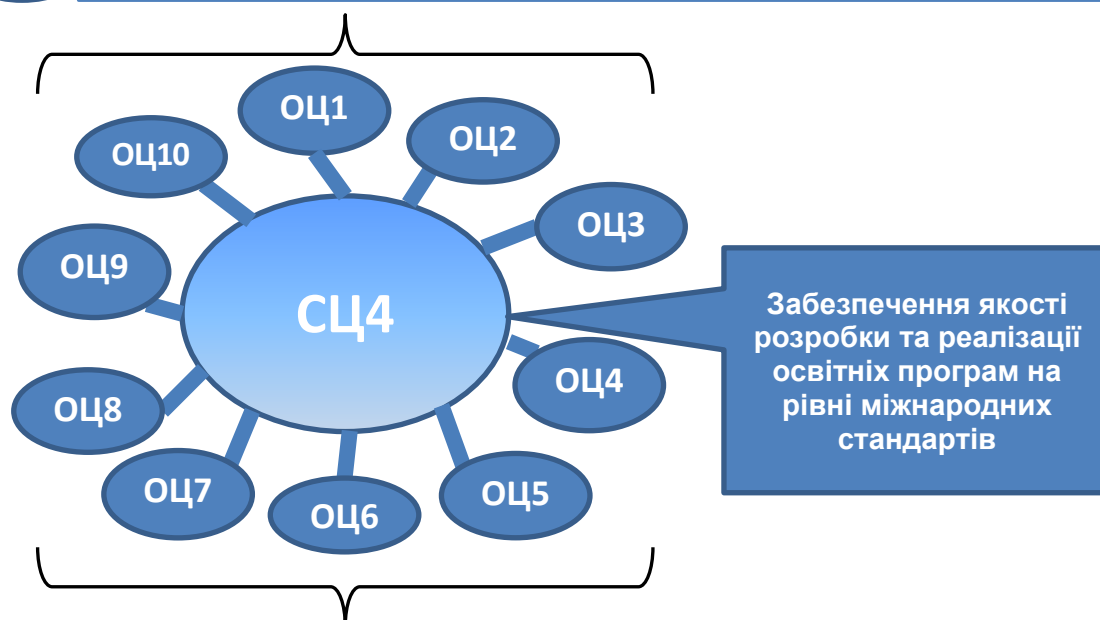 ОЦ1
ОЦ2
ОЦ10
ОЦ3
ОЦ9
СЦ4
Забезпечення якості
розробки та реалізації
освітніх програм на
рівні міжнародних
стандартів
ОЦ4
ОЦ8
ОЦ7
ОЦ5
ОЦ6